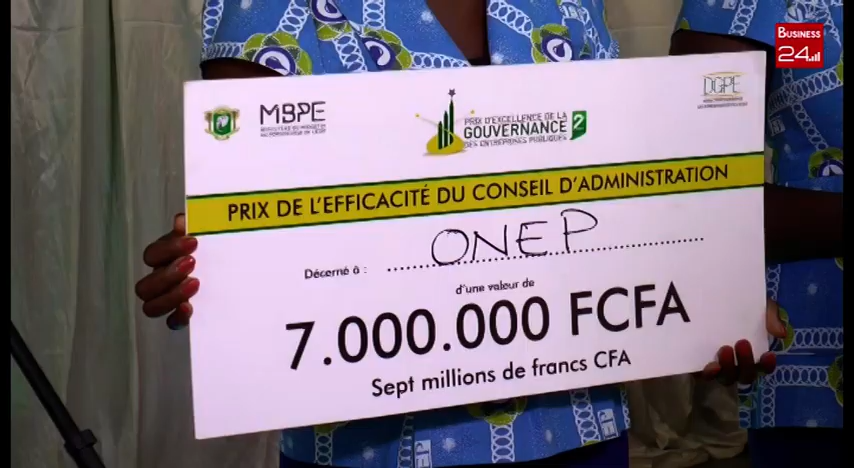 BUSINESS
24
MBPE
DGPE
PRIX D'EXCELLENCE DE LA
GOUVERNANCE 2
DES ENTREPRISES PUBLIQUES
PRIX DE L'EFFICACITÉ DU CONSEIL D'ADMINISTRATION
Décerné à : ONEP
d'une valeur de
7.000.000 FCFA
Sept millions de francs CFA